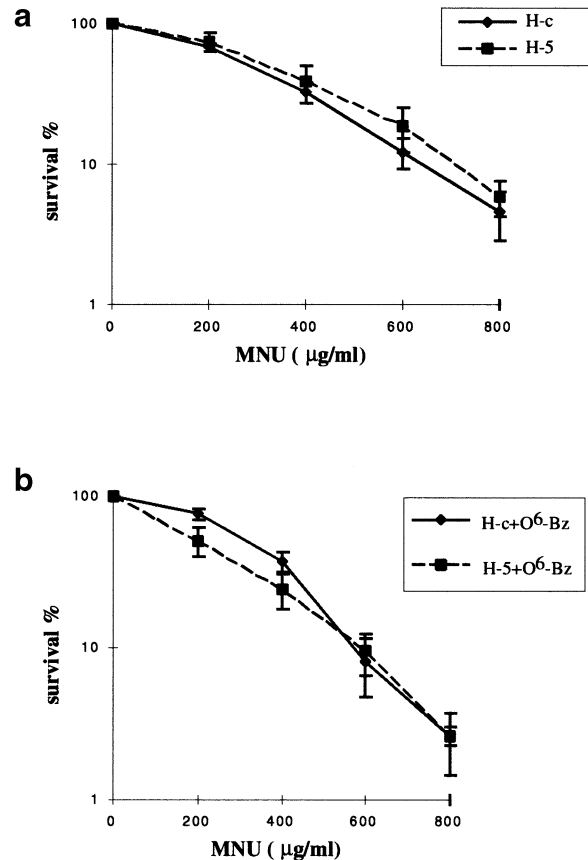 a
H-c
H-5
100
10
1
survival %
0 200 400 600 800
MNU ( μg/ml)
b
H-c+O⁶-Bz
H-5+O⁶-Bz
100
10
1
survival %
0 200 400 600 800
MNU ( μg/ml)